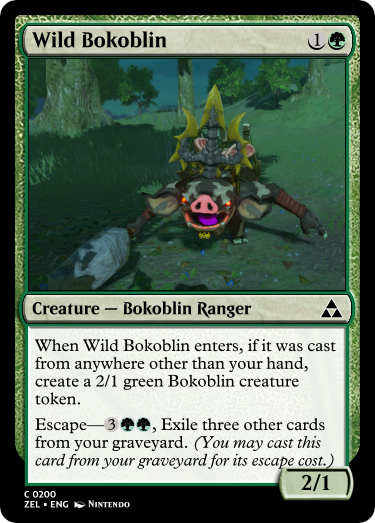 Wild Bokoblin 1
Creature — Bokoblin Ranger
When Wild Bokoblin enters, if it was cast
from anywhere other than your hand,
create a 2/1 green Bokoblin creature
token.
Escape—3, Exile three other cards
from your graveyard. (You may cast this
card from your graveyard for its escape cost.)
2/1
C 0200
ZEL • ENG Nintendo